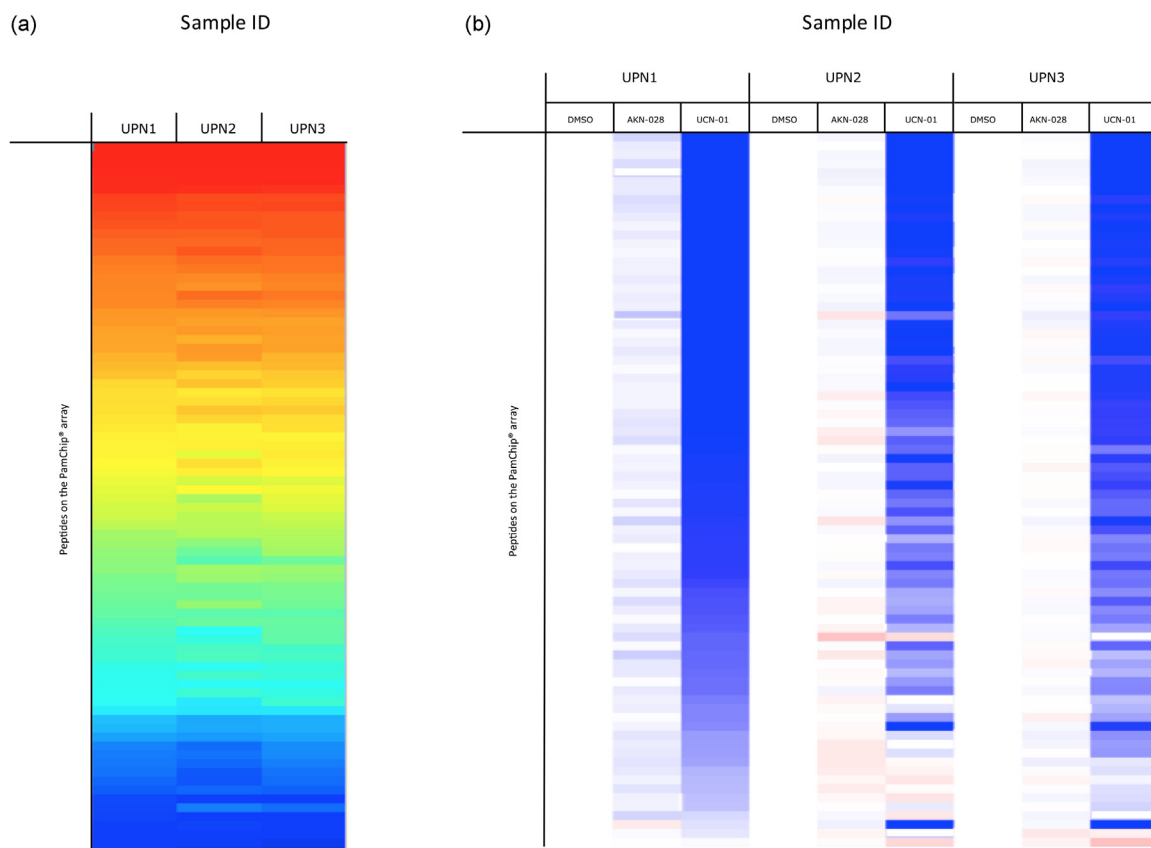 (a)
Sample ID
UPN1 UPN2 UPN3
Peptides on the PamChip® array
(b)
Sample ID
UPN1 UPN2 UPN3
DMSO AKN-028 UCN-01 DMSO AKN-028 UCN-01 DMSO AKN-028 UCN-01
Peptides on the PamChip® array